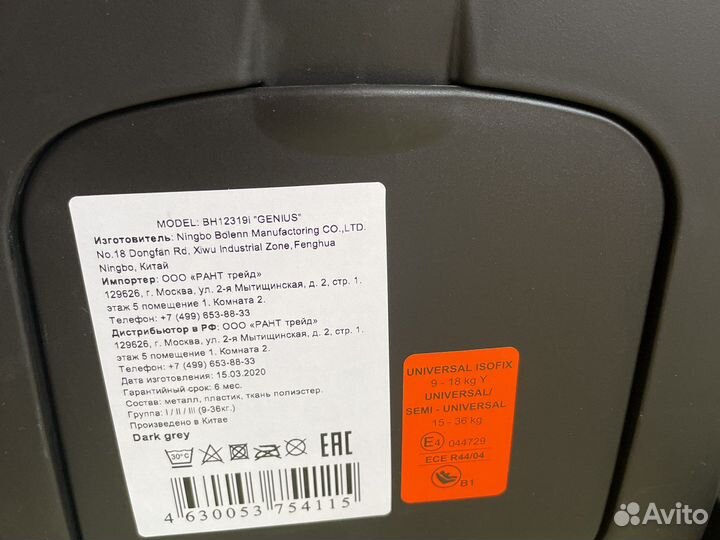 MODEL: BH12319i "GENIUS"
Изготовитель: Ningbo Bolenn Manufactoring CO.,LTD.
No.18 Dongfan Rd, Xiwu Industrial Zone, Fenghua
Ningbo, Китай
Импортер: ООО «РАНТ трейд»
129626, г. Москва, ул. 2-я Мытищинская, д. 2, стр. 1.
этаж 5 помещение 1. Комната 2.
Телефон: +7 (499) 653-88-33
Дистрибьютор в РФ: ООО «РАНТ трейд»
129626, г. Москва, ул. 2-я Мытищинская, д. 2, стр. 1.
этаж 5 помещение 1. Комната 2.
Телефон: +7 (499) 653-88-33
Дата изготовления: 15.03.2020
Гарантийный срок: 6 мес.
Состав: металл, пластик, ткань полиэстер.
Группа: I / II / III (9-36кг.)
Произведено в Китае
Dark grey
30°C
EAC
4 630053 754115
UNIVERSAL ISOFIX
9 - 18 kg Y
UNIVERSAL/
SEMI - UNIVERSAL
15 - 36 kg
E4 044729
ECE R44/04
B1
Avito